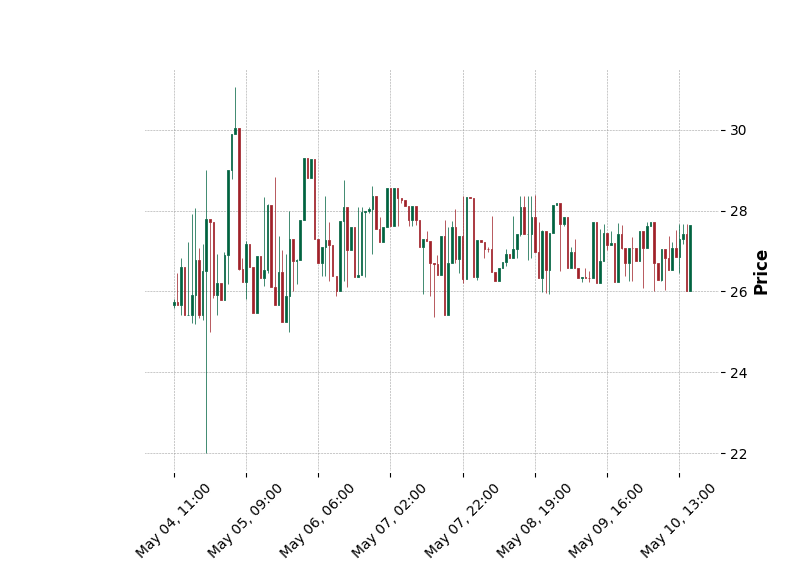 30
28
26
24
22
Price
May 04, 11:00
May 05, 09:00
May 06, 06:00
May 07, 02:00
May 07, 22:00
May 08, 19:00
May 09, 16:00
May 10, 13:00